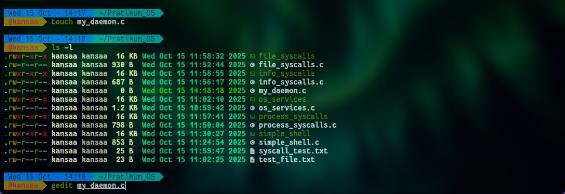 Wed 15 Oct - 14:17 ~/Pratikum_OS
@kansaa touch my_daemon.c
Wed 15 Oct - 14:18 ~/Pratikum_OS
@kansaa ls -l
.rwxr-xr-x kansaa kansaa 16 KB Wed Oct 15 11:58:32 2025 file_syscalls
.rw-r--r-- kansaa kansaa 930 B Wed Oct 15 11:52:44 2025 file_syscalls.c
.rwxr-xr-x kansaa kansaa 16 KB Wed Oct 15 11:58:55 2025 info_syscalls
.rw-r--r-- kansaa kansaa 687 B Wed Oct 15 11:56:17 2025 info_syscalls.c
.rw-r--r-- kansaa kansaa 0 B Wed Oct 15 14:18:18 2025 my_daemon.c
.rwxr-xr-x kansaa kansaa 16 KB Wed Oct 15 11:02:10 2025 os_services
.rw-r--r-- kansaa kansaa 1.2 KB Wed Oct 15 10:53:42 2025 os_services.c
.rwxr-xr-x kansaa kansaa 16 KB Wed Oct 15 11:57:41 2025 process_syscalls
.rw-r--r-- kansaa kansaa 798 B Wed Oct 15 11:50:04 2025 process_syscalls.c
.rwxr-xr-x kansaa kansaa 16 KB Wed Oct 15 11:30:27 2025 simple_shell
.rw-r--r-- kansaa kansaa 853 B Wed Oct 15 11:24:54 2025 simple_shell.c
.rw-r--r-- kansaa kansaa 25 B Wed Oct 15 11:59:47 2025 syscall_test.txt
.rw-r--r-- kansaa kansaa 23 B Wed Oct 15 11:02:25 2025 test_file.txt
Wed 15 Oct - 14:18 ~/Pratikum_OS
@kansaa gedit my_daemon.c